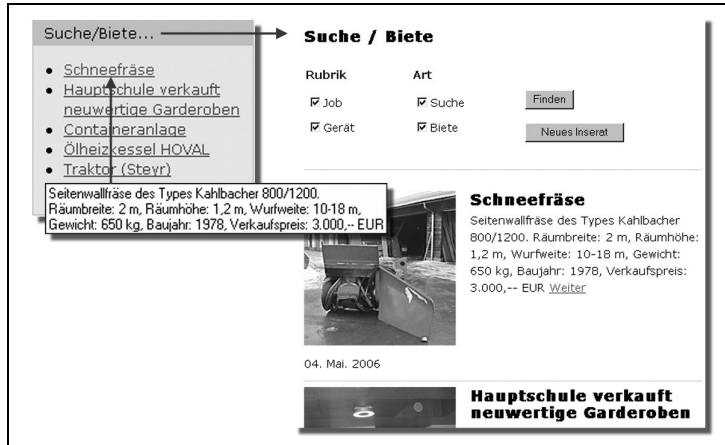 Suche/Biete...
Schneefräse
Hauptschule verkauft
neuwertige Garderoben
Containeranlage
Ölheizkessel HOVAL
Traktor (Steyr)
Seitenwallfräse des Types Kahlbacher 800/1200.
Räumbreite: 2 m, Räumhöhe: 1,2 m, Wurfweite: 10-18 m,
Gewicht: 650 kg, Baujahr: 1978, Verkaufspreis: 3.000,-- EUR
Suche / Biete
Rubrik Art
Job Suche Finden
Gerät Biete Neues Inserat
Schneefräse
Seitenwallfräse des Types Kahlbacher
800/1200. Räumbreite: 2 m, Räumhöhe:
1,2 m, Wurfweite: 10-18 m, Gewicht:
650 kg, Baujahr: 1978, Verkaufspreis:
3.000,-- EUR Weiter
04. Mai. 2006
Hauptschule verkauft
neuwertige Garderoben